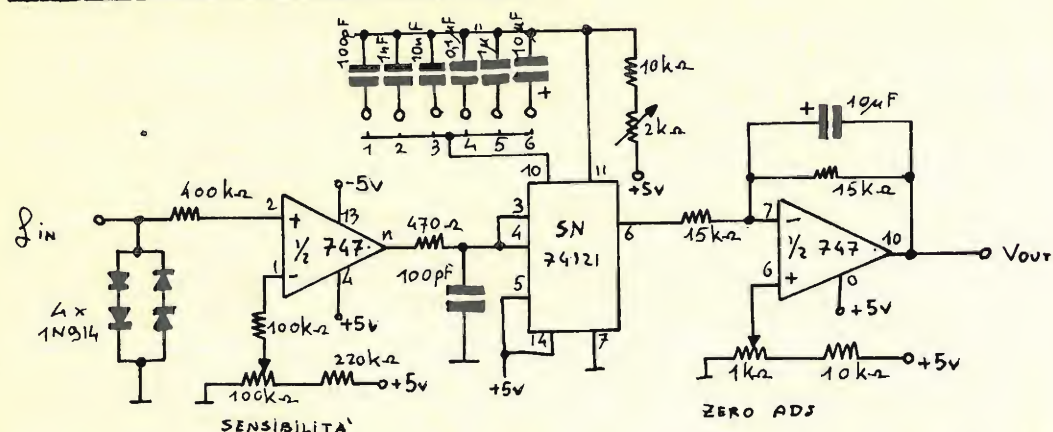 100pF
1nF
10nF
0,1µF
1µ"
10µF
+
1 2 3 4 5 6
10kΩ
2kΩ
+5v
+ 10µF
15kΩ
fIN
400kΩ
-5v
2 + 13
1/2 747
1 - 4
n
+5v
470Ω
100pF
10 11
3
4
5
14 7
SN
74121
6
+5v
15kΩ
7 - 10
1/2 747
6 +
+5v
VOUT
4x
1N914
100kΩ
220kΩ
100kΩ
+5v
SENSIBILITA'
1kΩ
10kΩ
+5v
ZERO ADJ